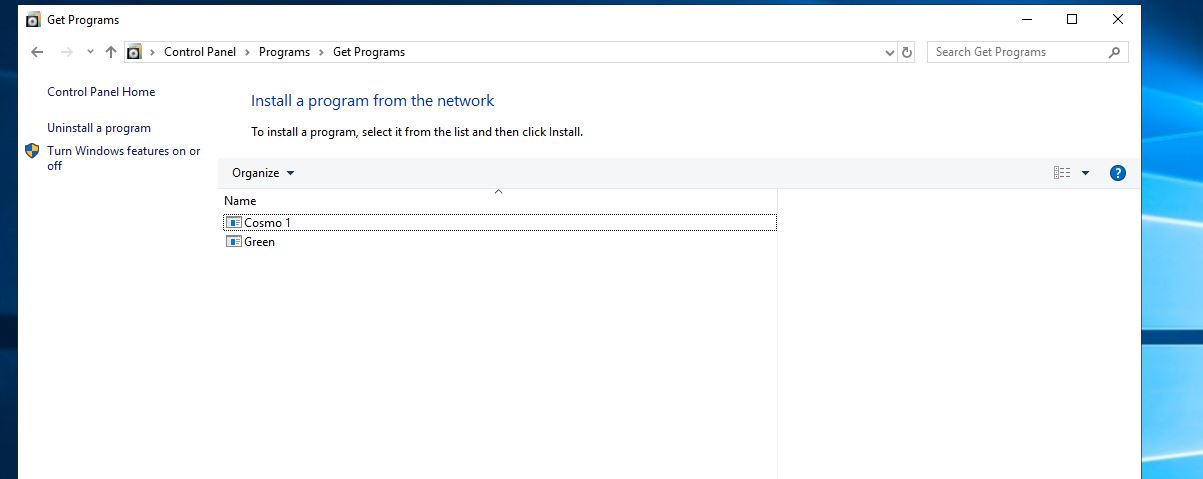 Get Programs
Control Panel > Programs > Get Programs
Search Get Programs
Control Panel Home
Uninstall a program
Turn Windows features on or
off
Install a program from the network
To install a program, select it from the list and then click Install.
Organize
Name
Cosmo 1
Green